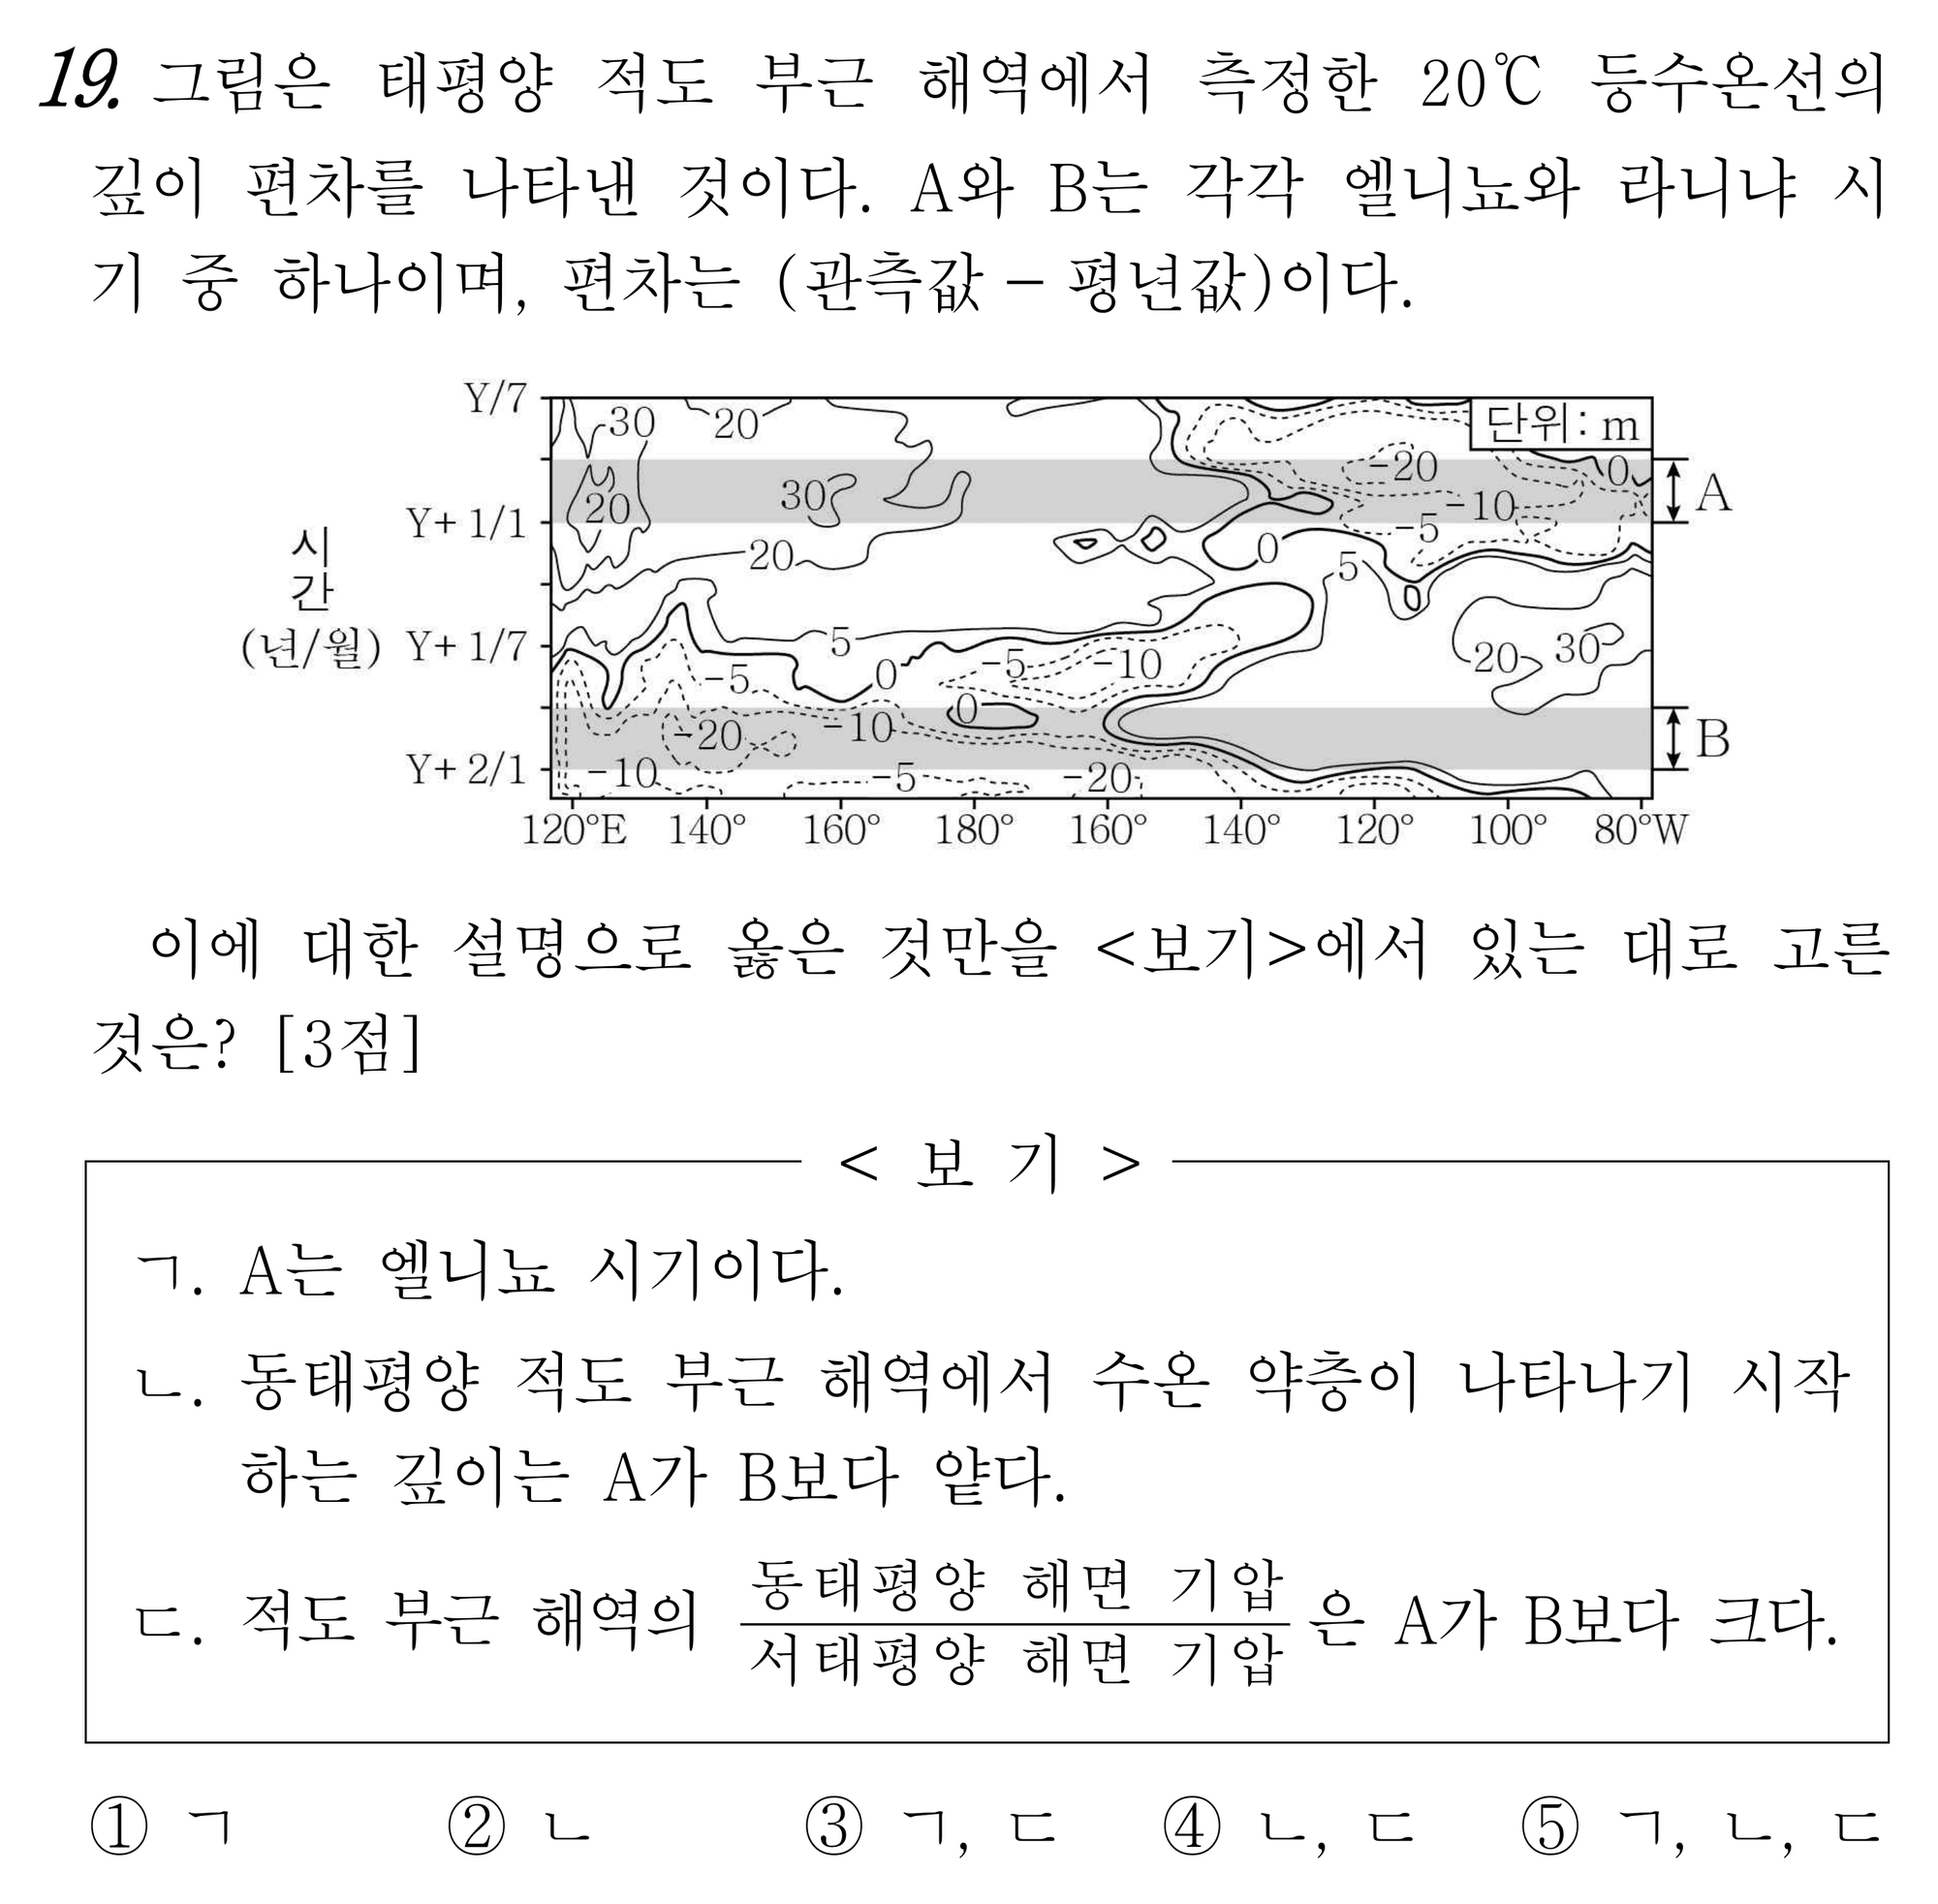 19. 그림은 태평양 적도 부근 해역에서 측정한 20℃ 등수온선의
깊이 편차를 나타낸 것이다. A와 B는 각각 엘니뇨와 라니냐 시
기 중 하나이며, 편차는 (관측값 − 평년값)이다.
Y/7
30
20
단위: m
-20
0
20
30
-10
A
Y+1/1
-5
20
0
5
시
간
(년/월)
Y+1/7
5
-5
-10
20
30
-5
0
0
-20
-10
B
Y+2/1
-10
-5
-20
120°E 140° 160° 180° 160° 140° 120° 100° 80°W
이에 대한 설명으로 옳은 것만을 <보기>에서 있는 대로 고른
것은? [3점]
< 보 기 >
ㄱ. A는 엘니뇨 시기이다.
ㄴ. 동태평양 적도 부근 해역에서 수온 약층이 나타나기 시작
하는 깊이는 A가 B보다 얕다.
동태평양 해면 기압
ㄷ. 적도 부근 해역의 은 A가 B보다 크다.
서태평양 해면 기압
① ㄱ ② ㄴ ③ ㄱ, ㄷ ④ ㄴ, ㄷ ⑤ ㄱ, ㄴ, ㄷ